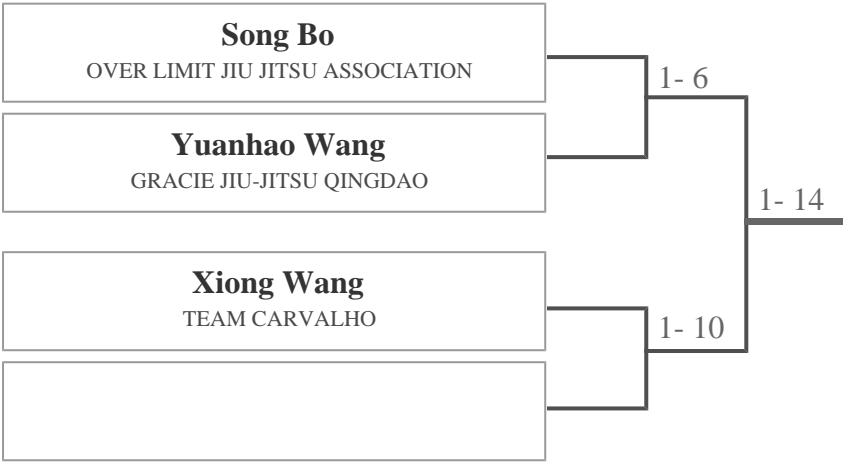 Song Bo
OVER LIMIT JIU JITSU ASSOCIATION
1- 6
Yuanhao Wang
GRACIE JIU-JITSU QINGDAO
1- 14
Xiong Wang
TEAM CARVALHO
1- 10